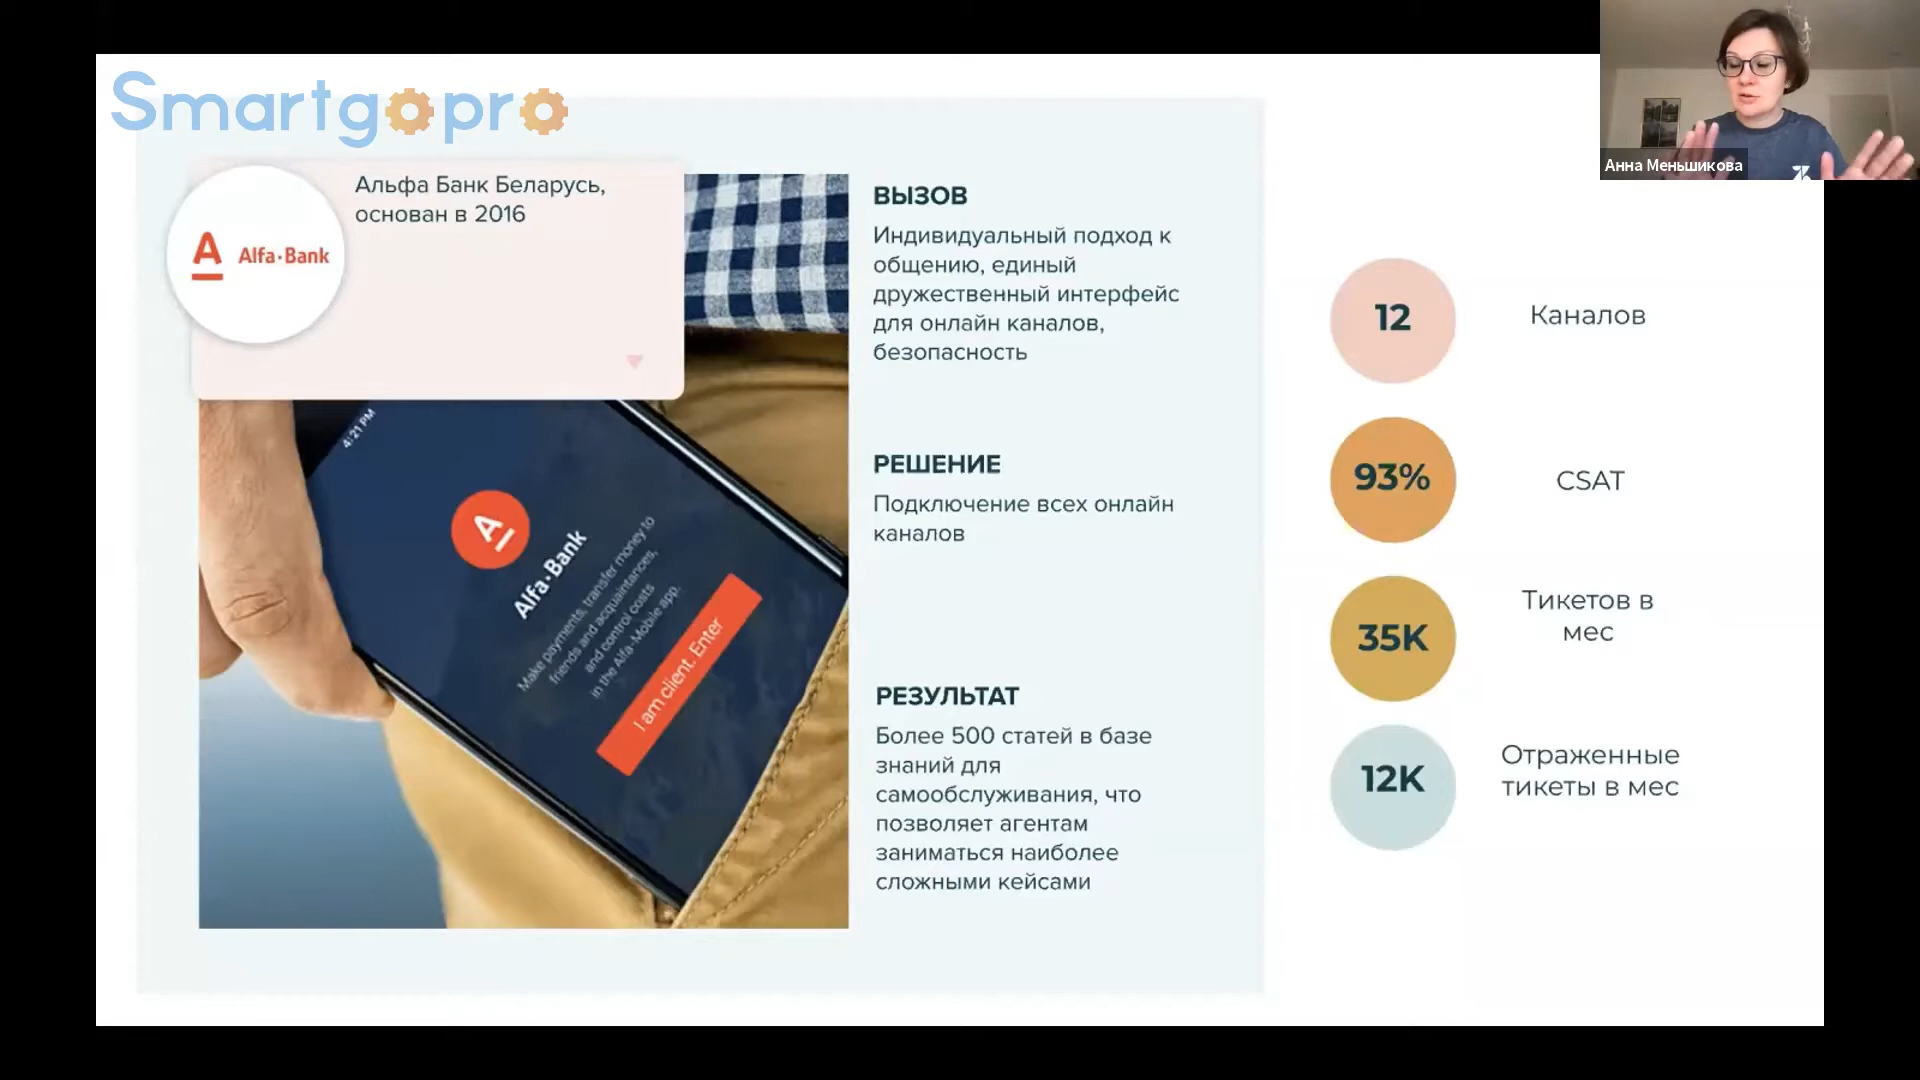 Smartgopro
Анна Меньшикова
Альфа Банк Беларусь,
основан в 2016
A Alfa·Bank
4:21 PM
A
Alfa·Bank
Make payments, transfer money to
friends and acquaintances,
and control costs
in the Alfa-Mobile app.
I am client. Enter
ВЫЗОВ
Индивидуальный подход к
общению, единый
дружественный интерфейс
для онлайн каналов,
безопасность
РЕШЕНИЕ
Подключение всех онлайн
каналов
РЕЗУЛЬТАТ
Более 500 статей в базе
знаний для
самообслуживания, что
позволяет агентам
заниматься наиболее
сложными кейсами
12 Каналов
93% CSAT
35K Тикетов в
мес
12K Отраженные
тикеты в мес